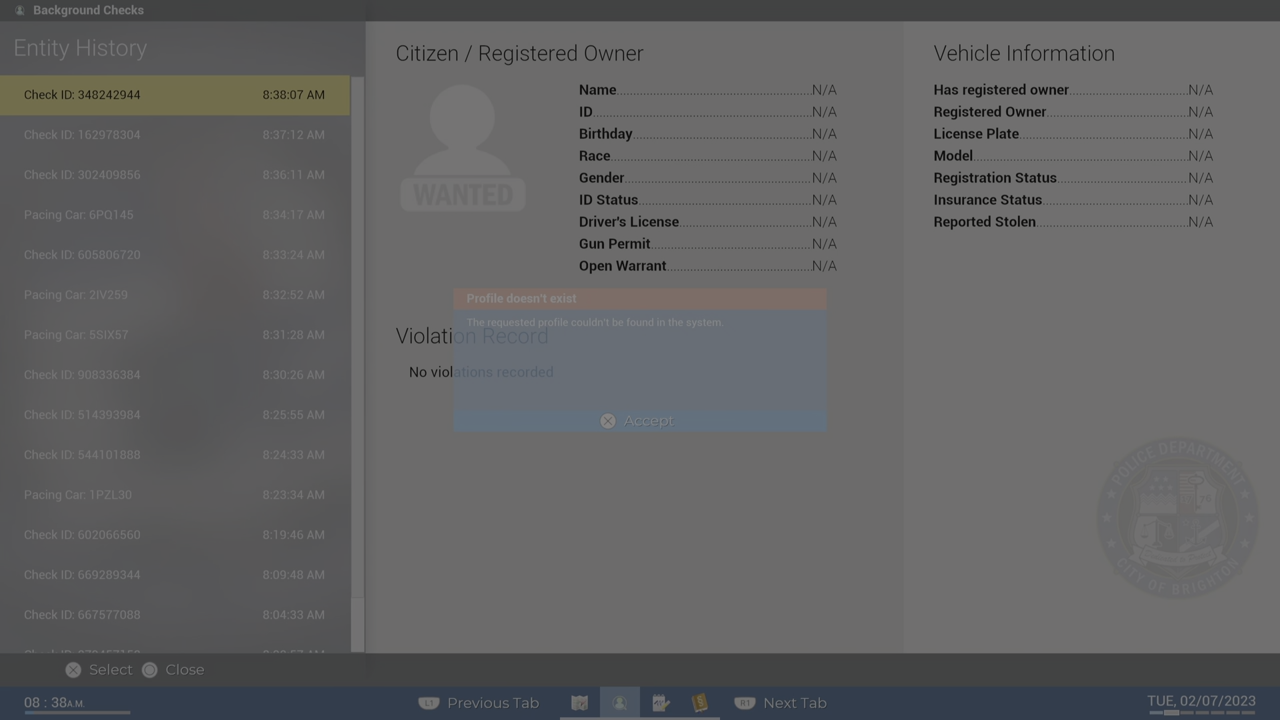 Background Checks
Entity History
Check ID: 348242944 8:38:07 AM
Check ID: 162978304 8:37:12 AM
Check ID: 302409856 8:36:11 AM
Pacing Car: 6PQ145 8:34:17 AM
Check ID: 605806720 8:33:24 AM
Pacing Car: 2IV259 8:32:52 AM
Pacing Car: 5SIX57 8:31:28 AM
Check ID: 908336384 8:30:26 AM
Check ID: 514393984 8:25:55 AM
Check ID: 544101888 8:24:33 AM
Pacing Car: 1PZL30 8:23:34 AM
Check ID: 602066560 8:19:46 AM
Check ID: 669289344 8:09:48 AM
Check ID: 667577088 8:04:33 AM
Citizen / Registered Owner
WANTED
Name N/A
ID N/A
Birthday N/A
Race N/A
Gender N/A
ID Status N/A
Driver's License N/A
Gun Permit N/A
Open Warrant N/A
Violation Record
No violations recorded
Profile doesn't exist
The requested profile couldn't be found in the system.
Accept
Vehicle Information
Has registered owner N/A
Registered Owner N/A
License Plate N/A
Model N/A
Registration Status N/A
Insurance Status N/A
Reported Stolen N/A
POLICE DEPARTMENT
CITY OF BRIGHTON
Select Close
08 : 38 A.M.
L1 Previous Tab
R1 Next Tab
TUE, 02/07/2023